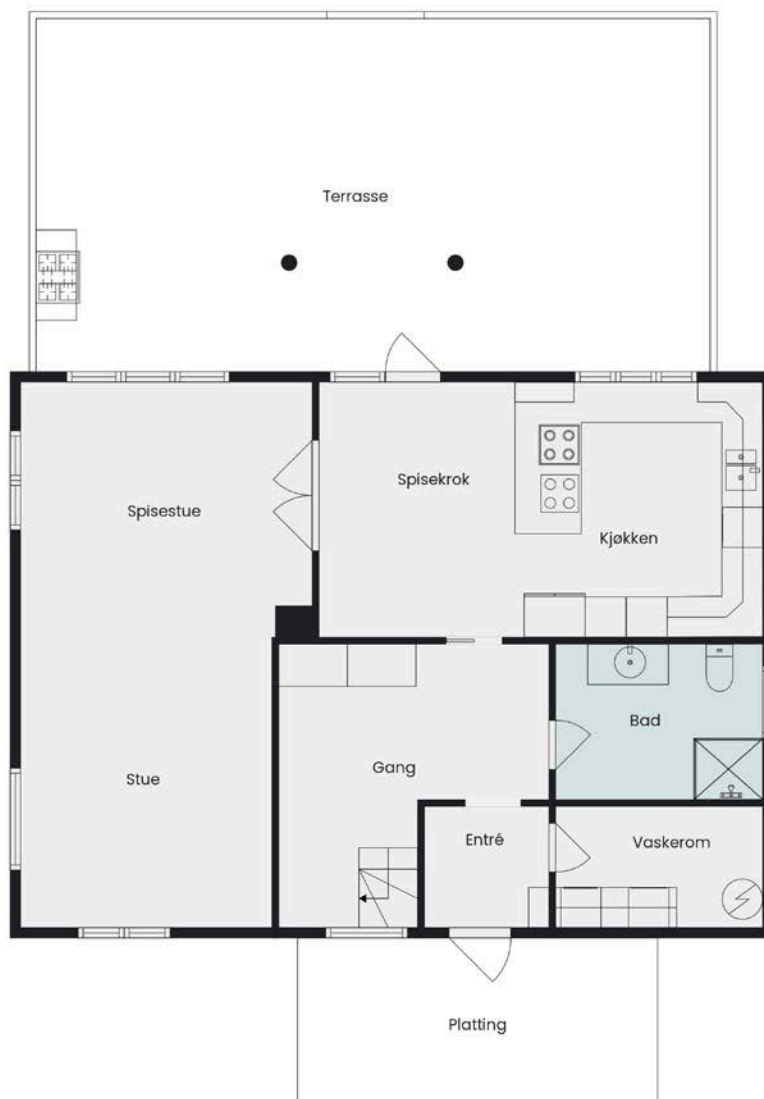 Terrasse
Spisekrok
Spisestue
Kjøkken
Bad
Gang
Stue
Entré
Vaskerom
Platting